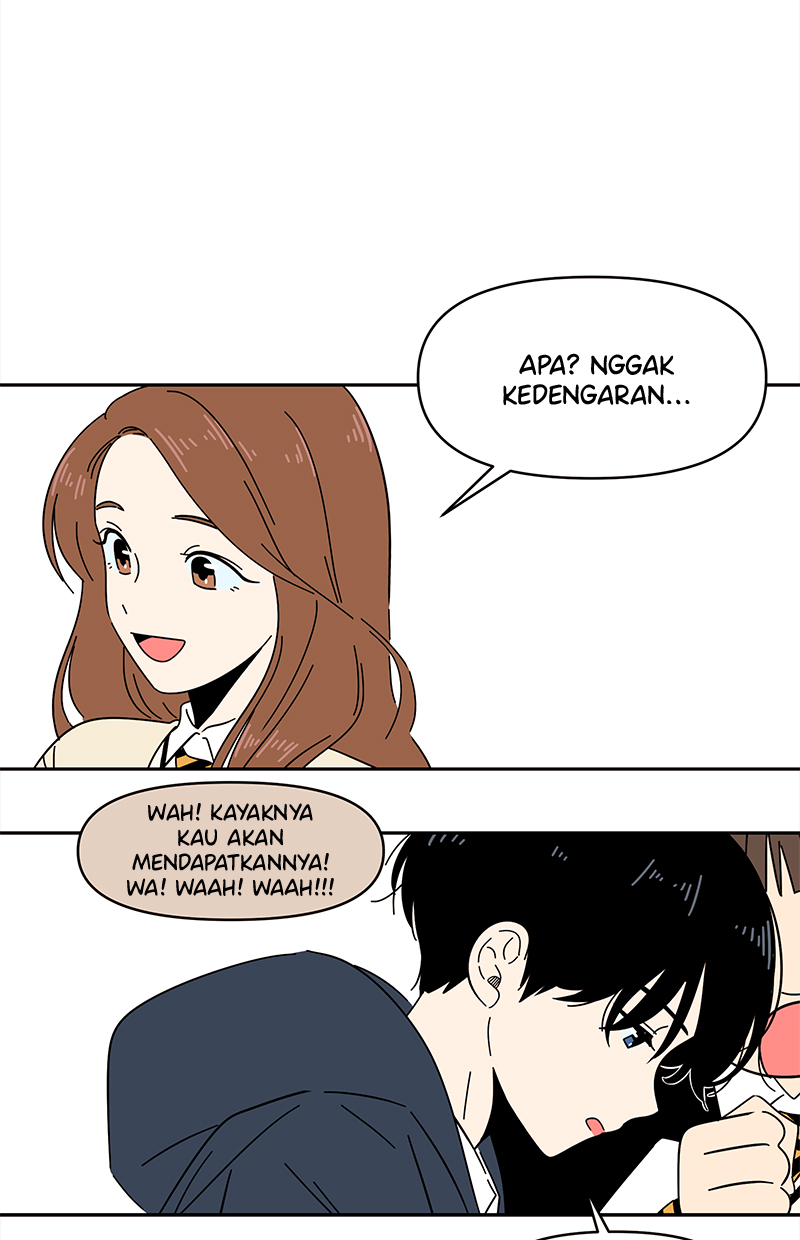 APA? NGGAK
KEDENGARAN...
WAH! KAYAKNYA
KAU AKAN
MENDAPATKANNYA!
WA! WAAH! WAAH!!!